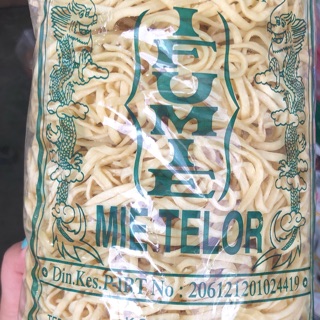 IFUMIE
MIE TELOR
Din.Kes.P-IRT No : 206121201024419